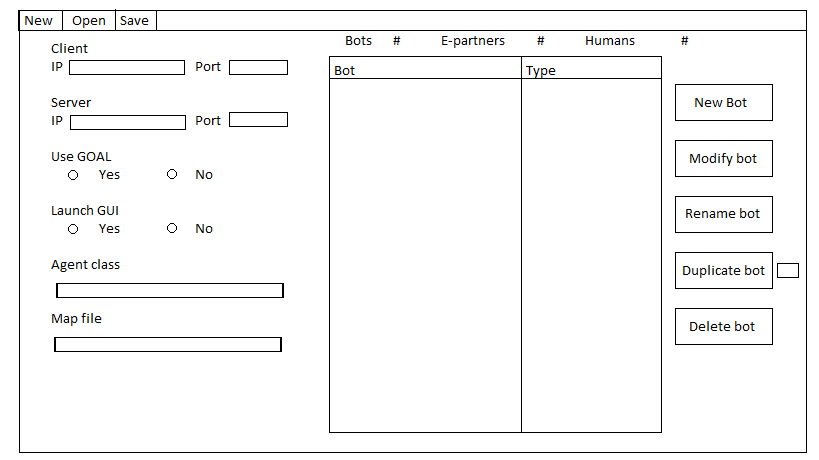 New Open Save
Client
IP Port
Server
IP Port
Use GOAL
Yes No
Launch GUI
Yes No
Agent class
Map file
Bots # E-partners # Humans #
Bot Type
New Bot
Modify bot
Rename bot
Duplicate bot
Delete bot